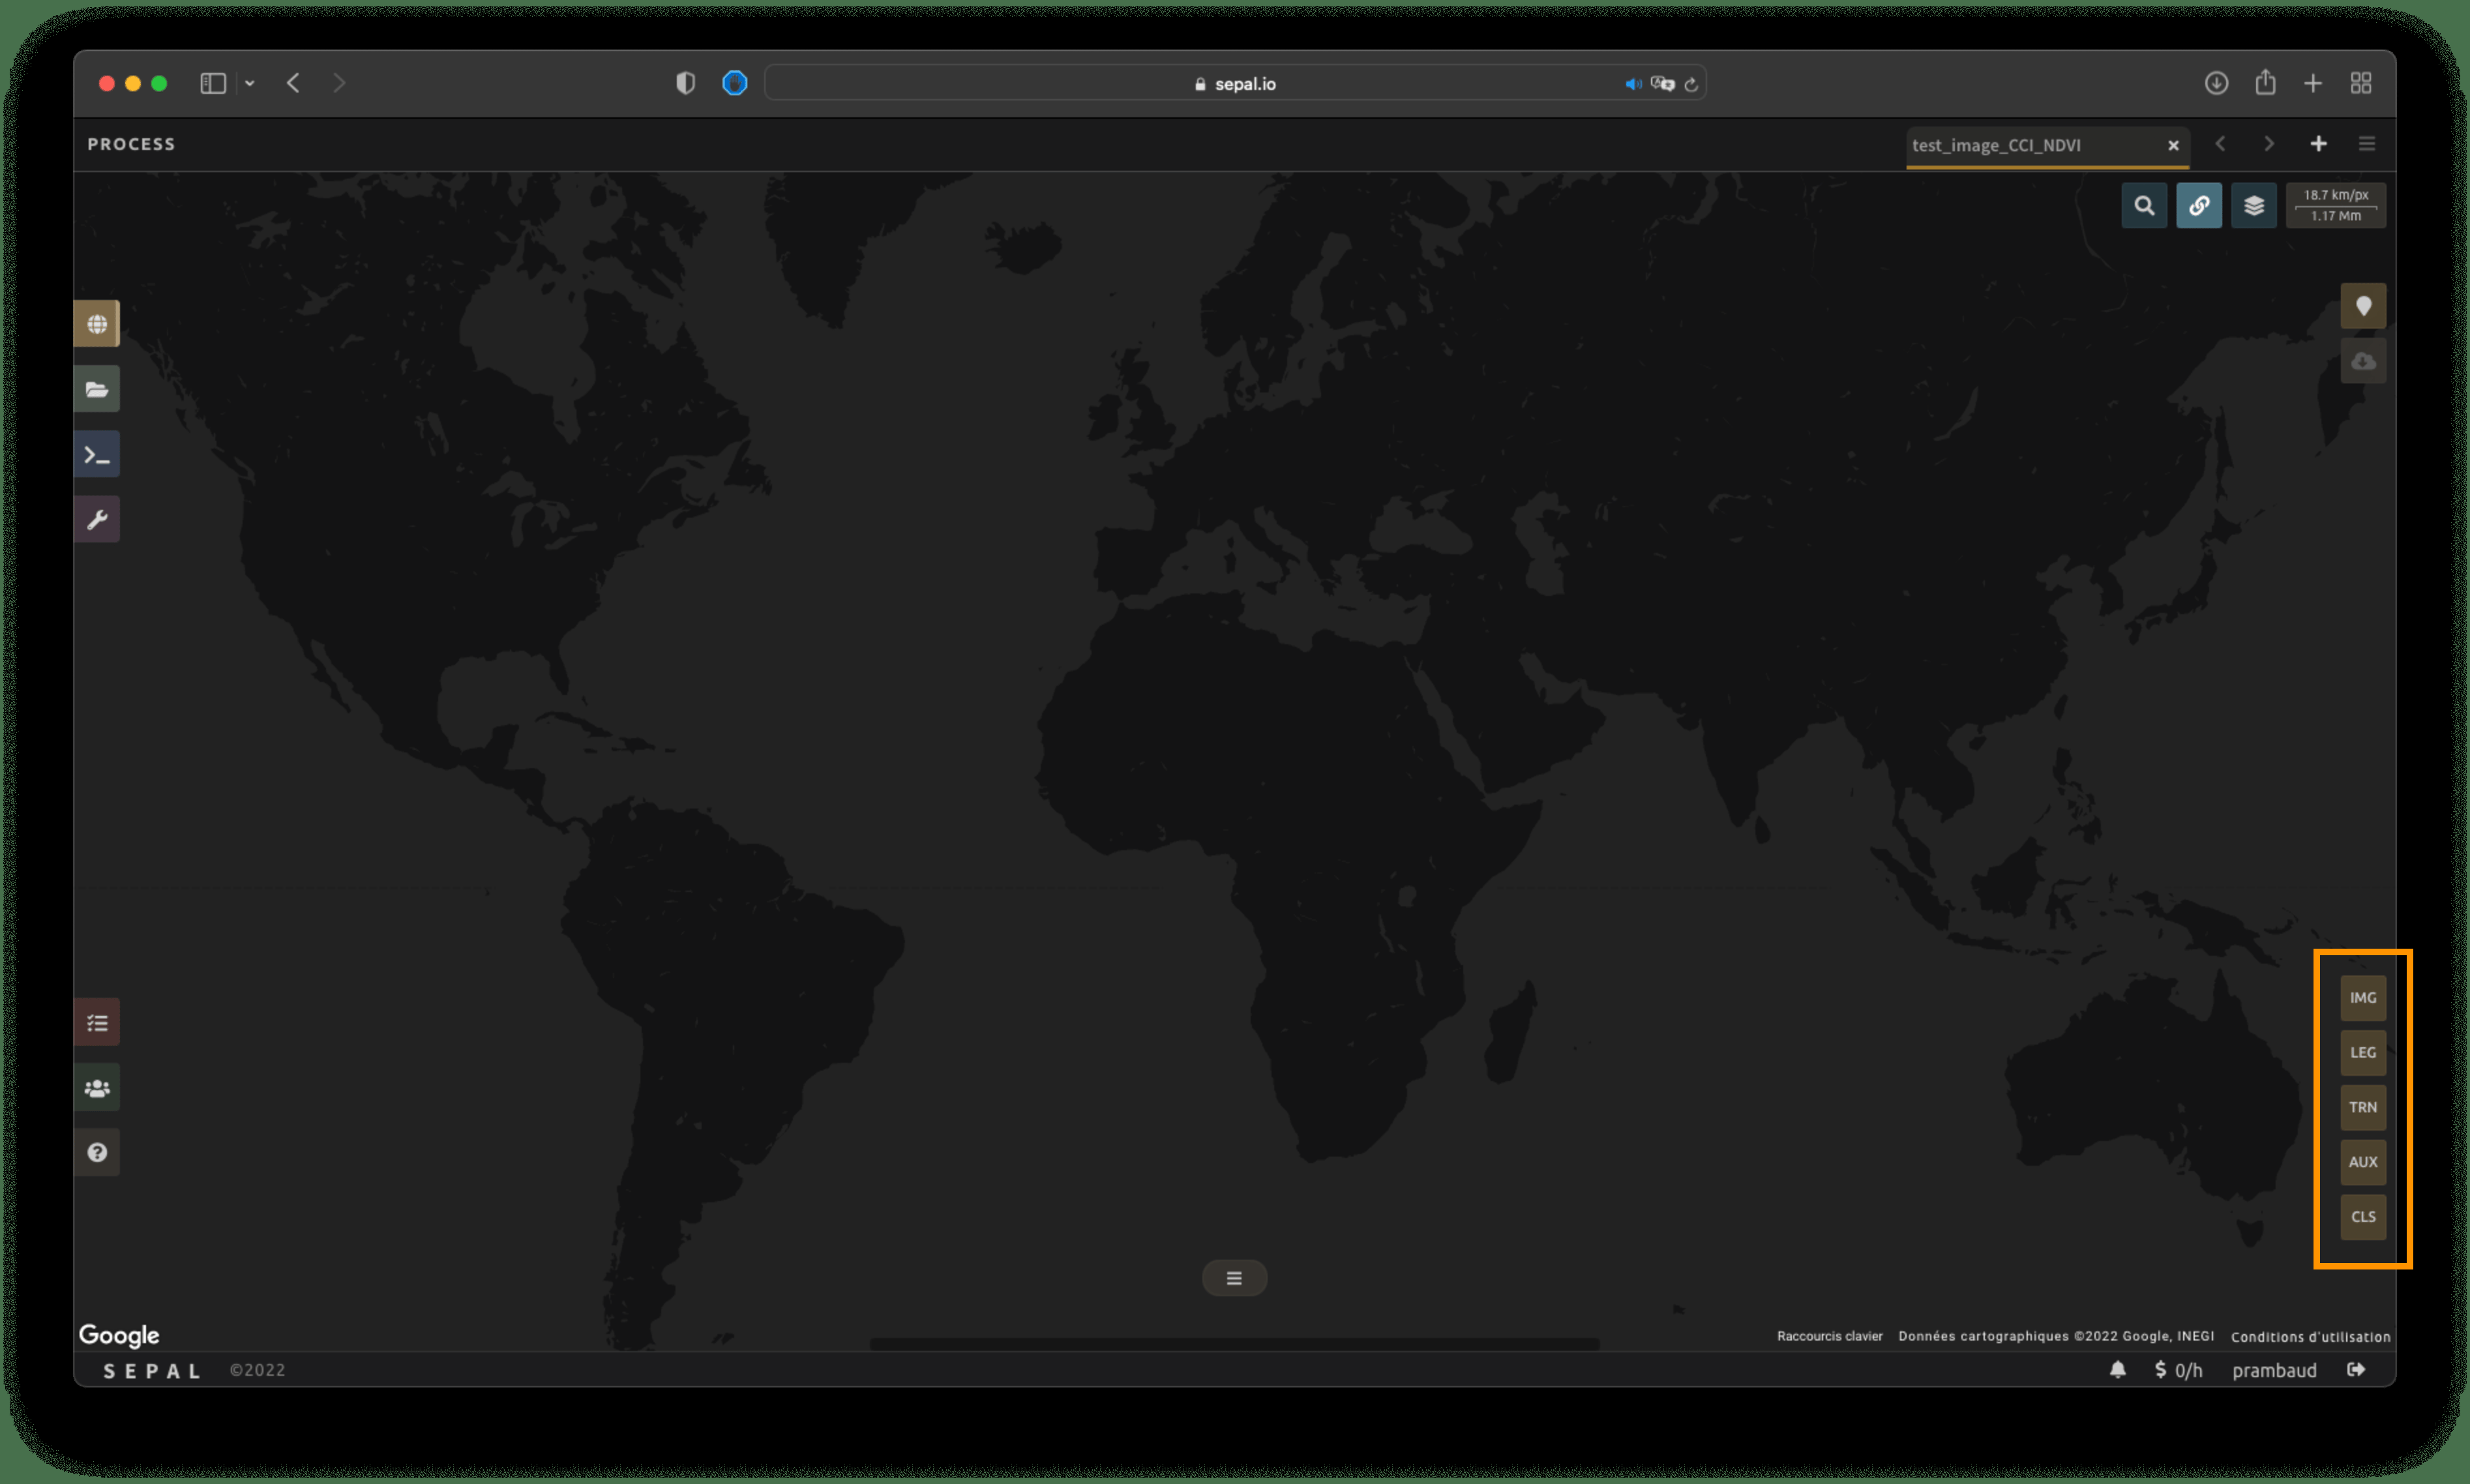 sepal.io
PROCESS
test_image_CCI_NDVI
18.7 km/px
1.17 Mm
IMG
LEG
TRN
AUX
CLS
Google
Raccourcis clavier Données cartographiques ©2022 Google, INEGI Conditions d'utilisation
SEPAL ©2022
$ 0/h prambaud